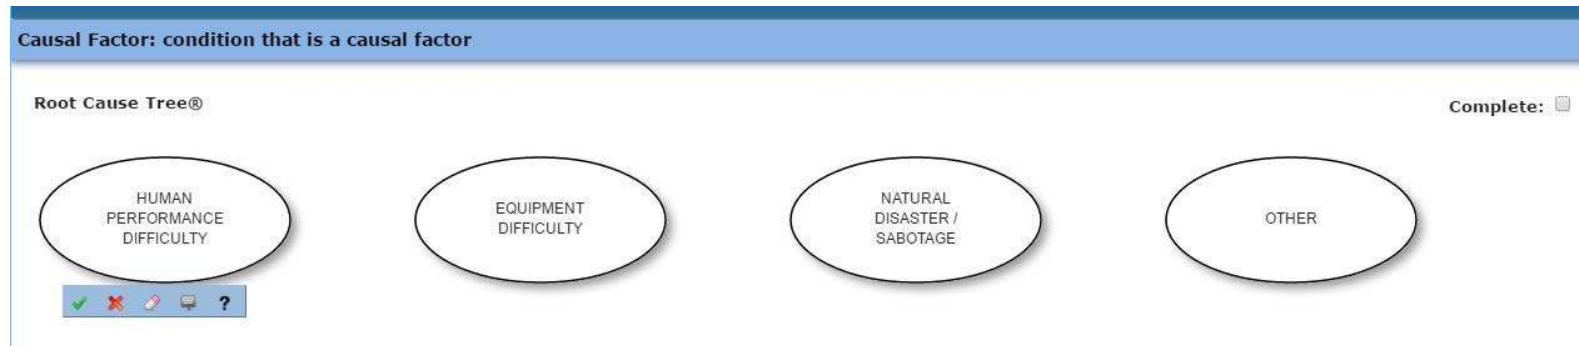 Causal Factor: condition that is a causal factor
Root Cause Tree®
Complete:
HUMAN
PERFORMANCE
DIFFICULTY
EQUIPMENT
DIFFICULTY
NATURAL
DISASTER /
SABOTAGE
OTHER
?